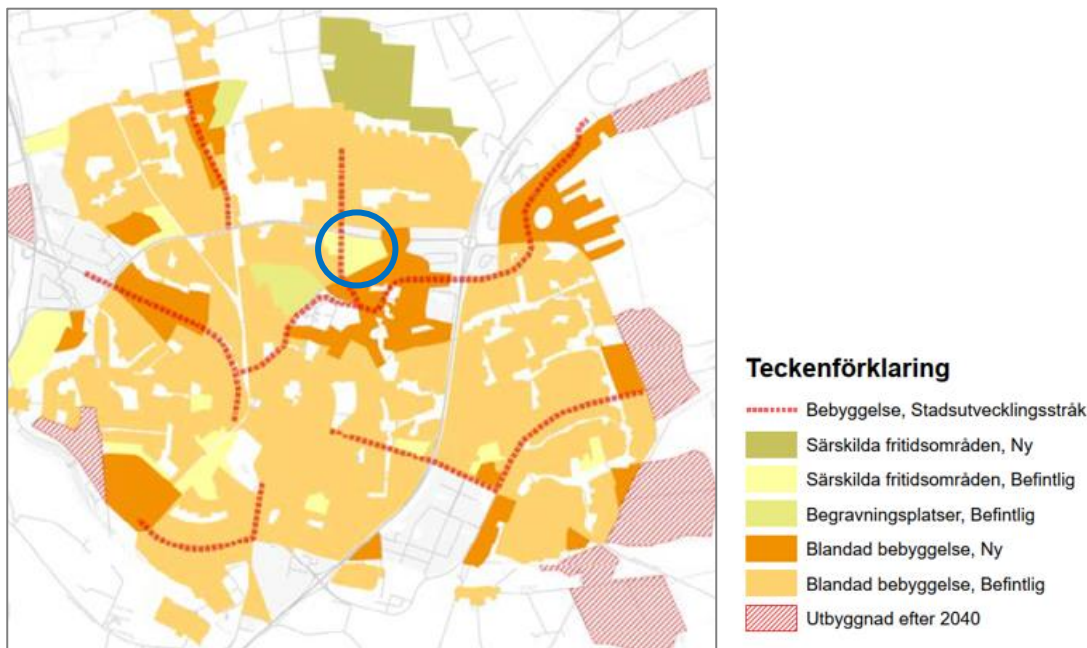 Teckenförklaring
Bebyggelse, Stadsutvecklingsstråk
Särskilda fritidsområden, Ny
Särskilda fritidsområden, Befintlig
Begravningsplatser, Befintlig
Blandad bebyggelse, Ny
Blandad bebyggelse, Befintlig
Utbyggnad efter 2040